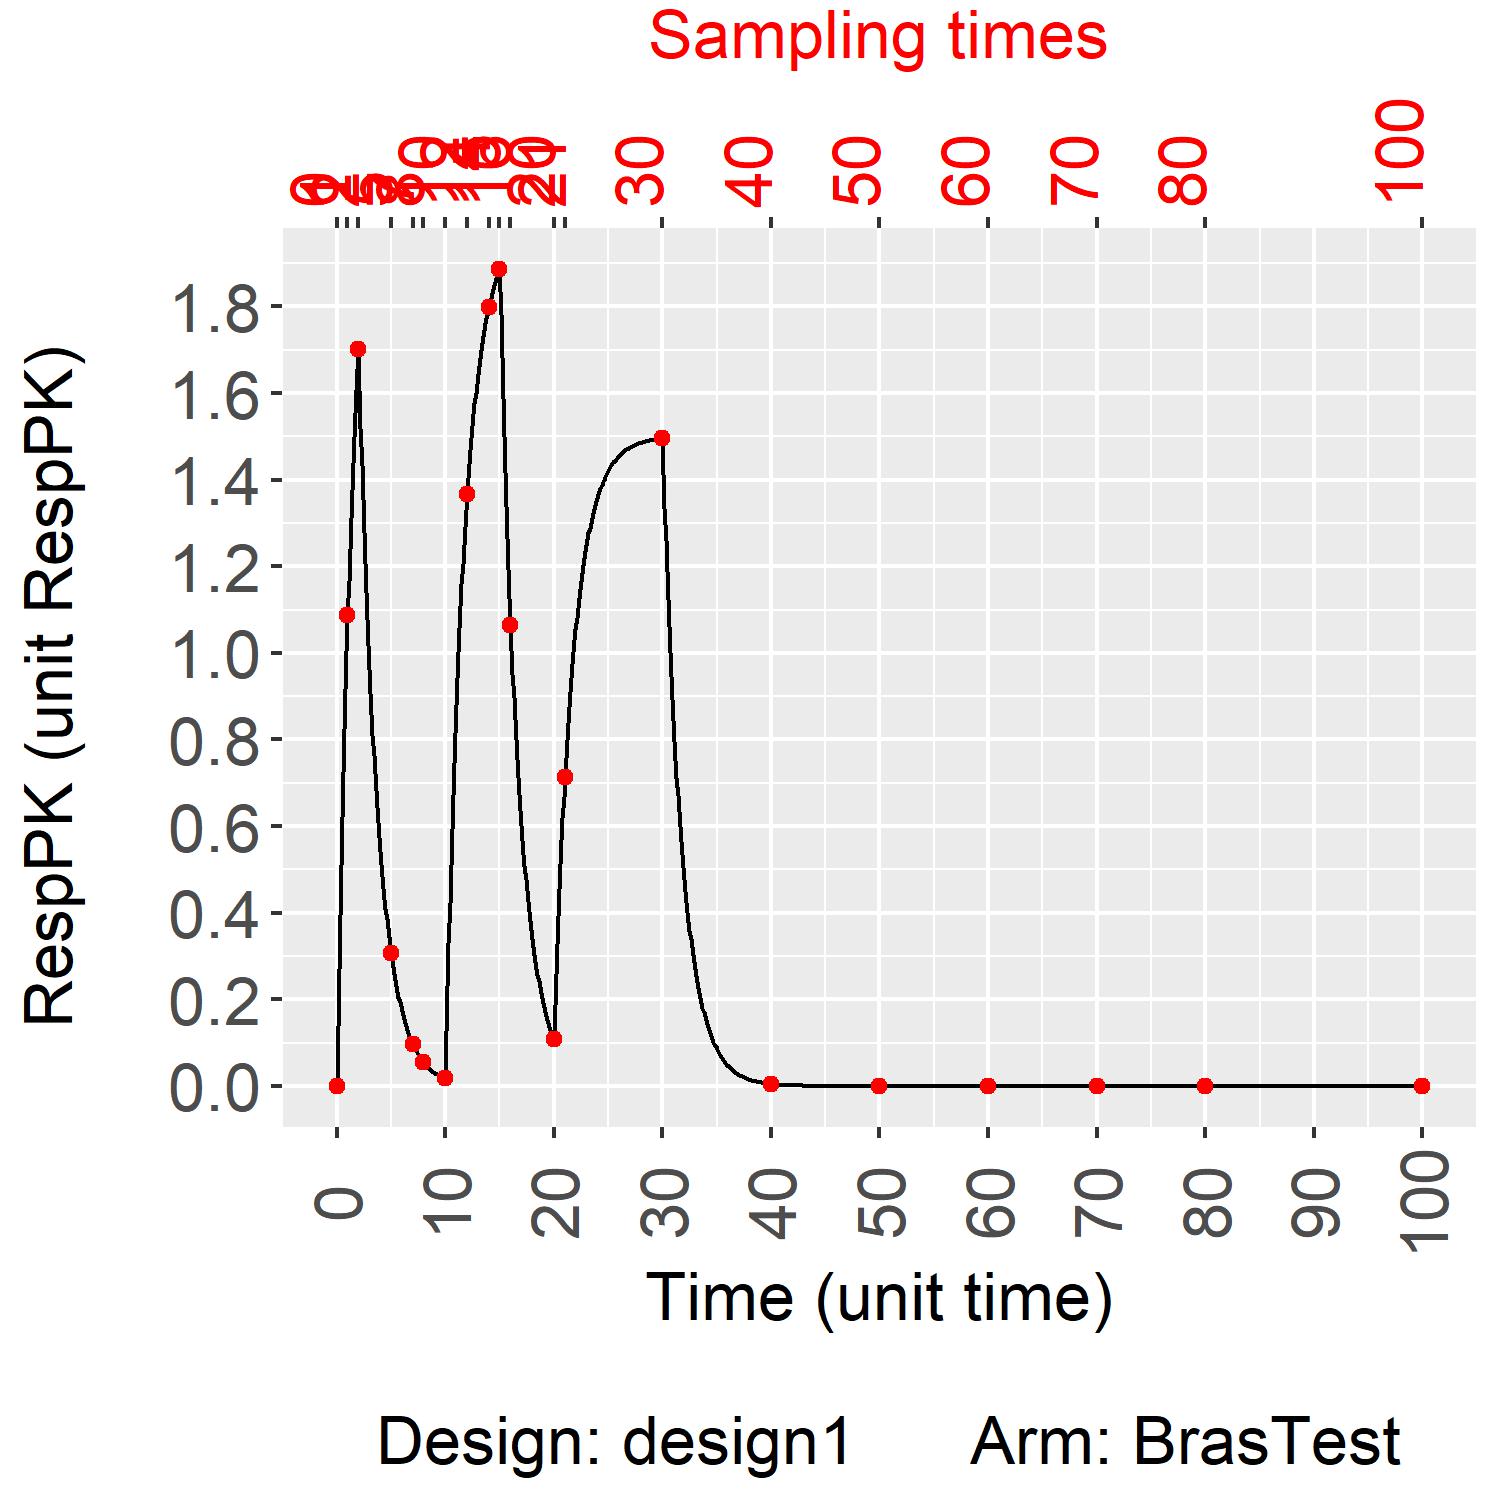 Sampling times
20 21 30 40 50 60 70 80 100
1.8
1.6
1.4
1.2
1.0
0.8
0.6
0.4
0.2
0.0
RespPK (unit RespPK)
0 10 20 30 40 50 60 70 80 90 100
Time (unit time)
Design: design1 Arm: BrasTest